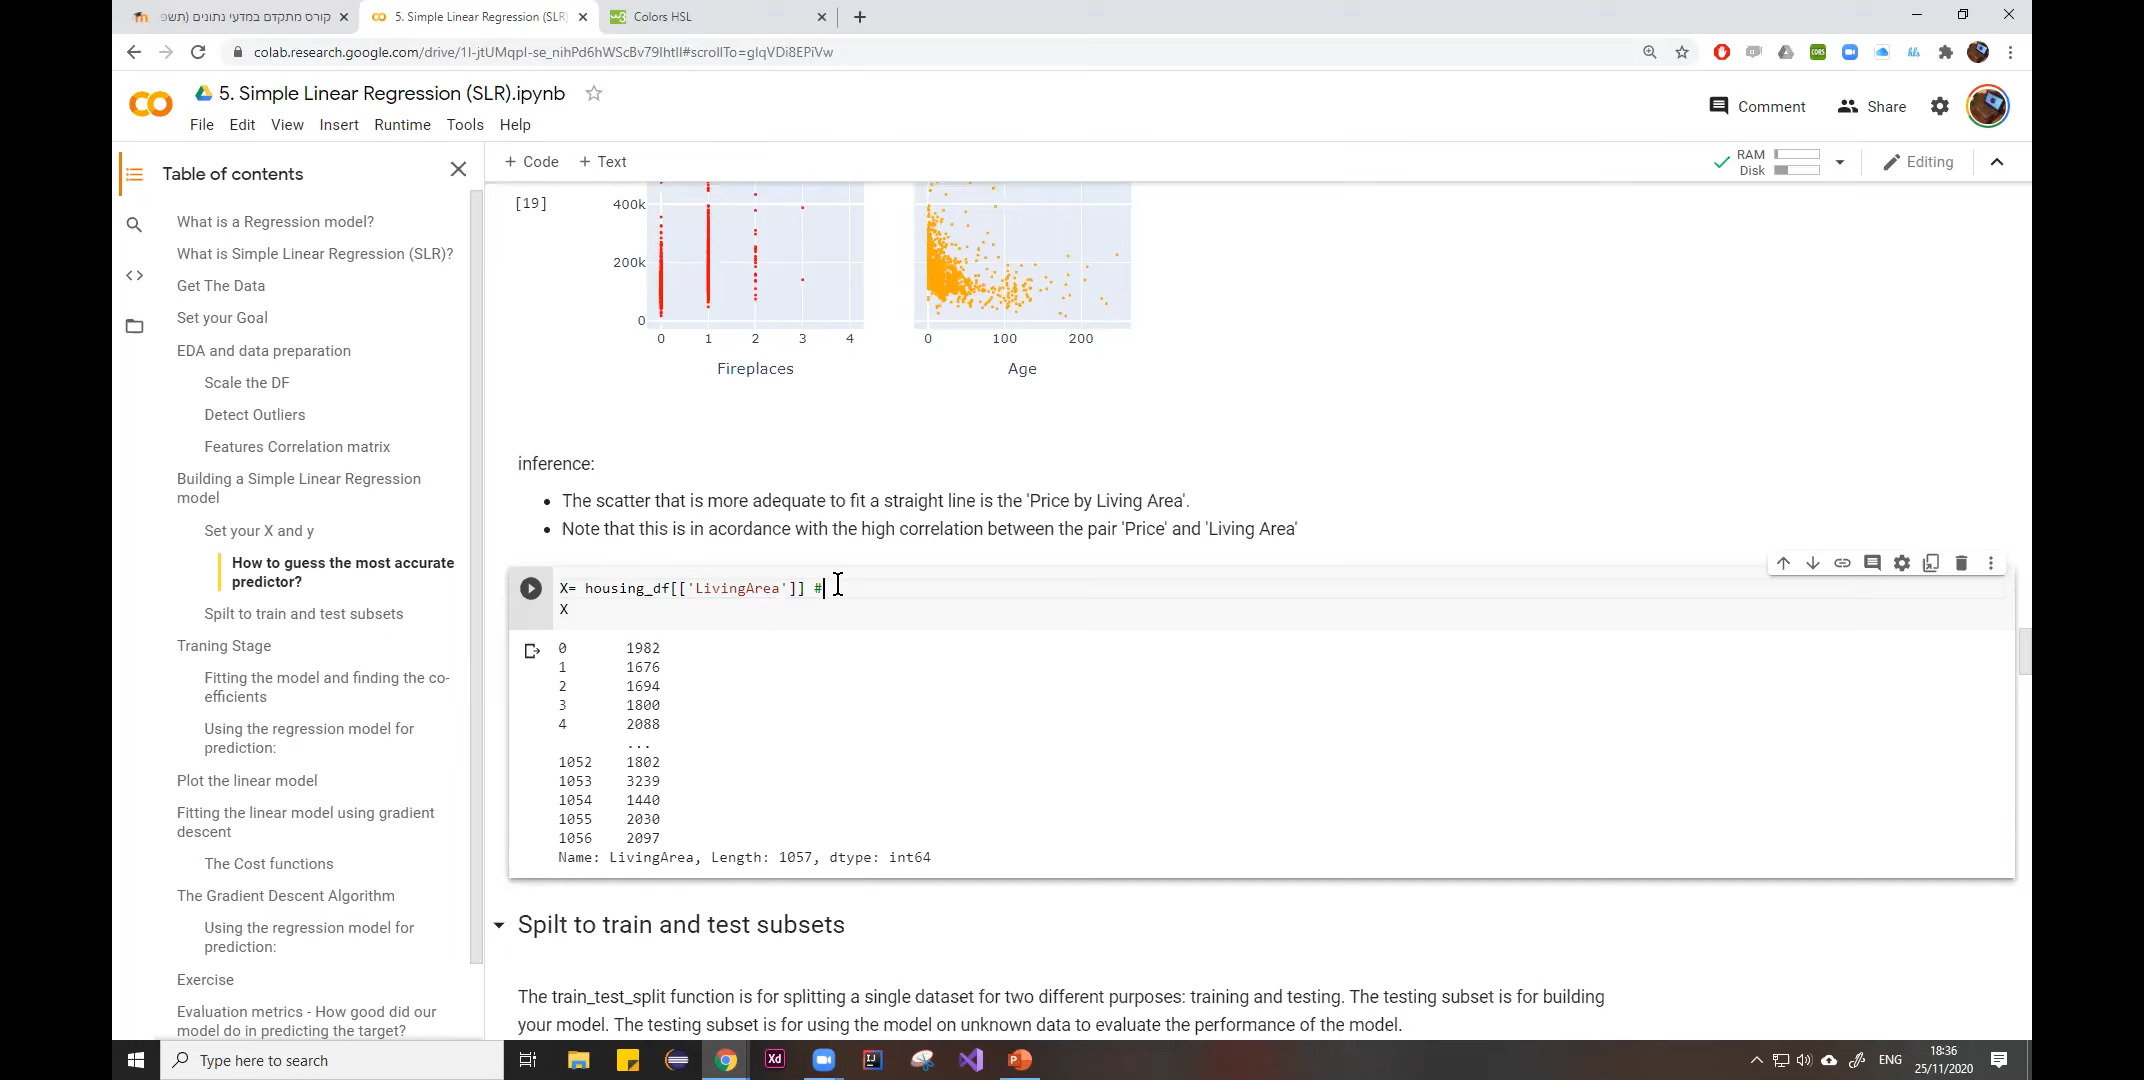 קורס מתקדם במדעי נתונים (תשפ
5. Simple Linear Regression (SLR)
Colors HSL
colab.research.google.com/drive/1I-jtUMqpI-se_nihPd6hWScBv79IhtlI#scrollTo=gIqVDi8EPiVw
5. Simple Linear Regression (SLR).ipynb
Comment
Share
File Edit View Insert Runtime Tools Help
Table of contents
+ Code + Text
RAM
Disk
Editing
What is a Regression model?
What is Simple Linear Regression (SLR)?
Get The Data
Set your Goal
EDA and data preparation
Scale the DF
Detect Outliers
Features Correlation matrix
Building a Simple Linear Regression
model
Set your X and y
How to guess the most accurate
predictor?
Spilt to train and test subsets
Traning Stage
Fitting the model and finding the co-
efficients
Using the regression model for
prediction:
Plot the linear model
Fitting the linear model using gradient
descent
The Cost functions
The Gradient Descent Algorithm
Using the regression model for
prediction:
Exercise
Evaluation metrics - How good did our
model do in predicting the target?
[19]
400k
200k
0
0 1 2 3 4
Fireplaces
0 100 200
Age
inference:
• The scatter that is more adequate to fit a straight line is the 'Price by Living Area'.
• Note that this is in acordance with the high correlation between the pair 'Price' and 'Living Area'
X= housing_df[['LivingArea']] #
X
0 1982
1 1676
2 1694
3 1800
4 2088
...
1052 1802
1053 3239
1054 1440
1055 2030
1056 2097
Name: LivingArea, Length: 1057, dtype: int64
Spilt to train and test subsets
The train_test_split function is for splitting a single dataset for two different purposes: training and testing. The testing subset is for building
your model. The testing subset is for using the model on unknown data to evaluate the performance of the model.
Type here to search
Xd
ENG
18:36
25/11/2020